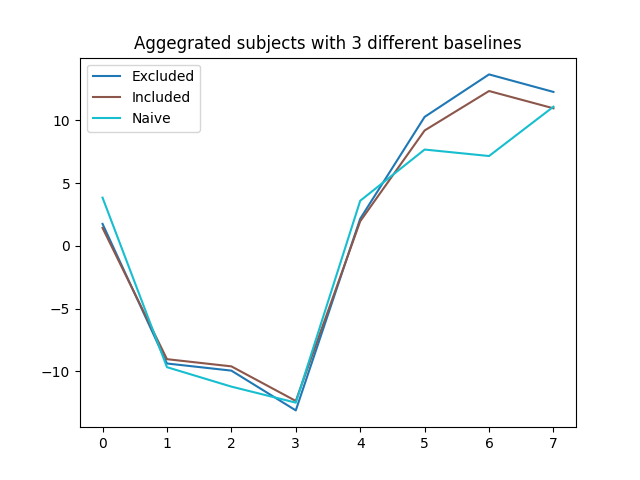 Aggegrated subjects with 3 different baselines
Excluded
Included
Naive
10
5
0
−5
−10
0 1 2 3 4 5 6 7